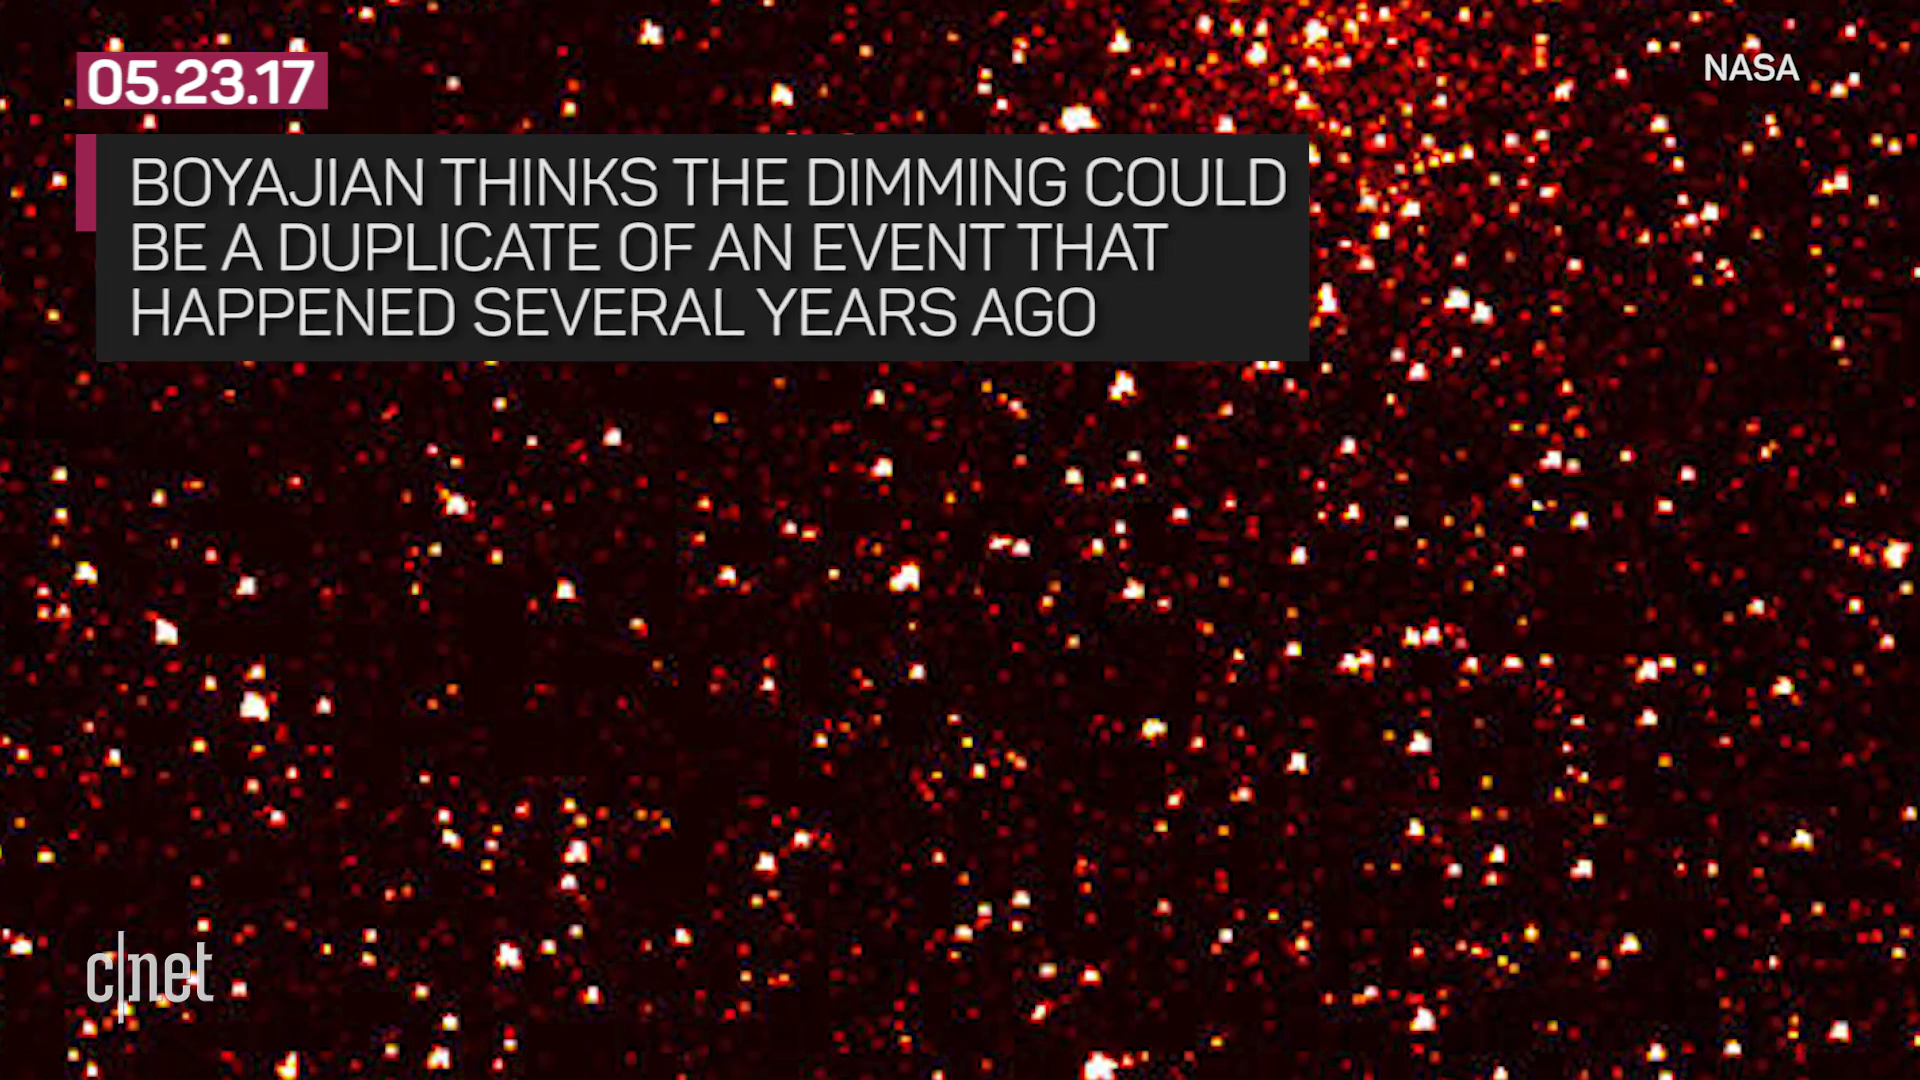 05.23.17
NASA
BOYAJIAN THINKS THE DIMMING COULD
BE A DUPLICATE OF AN EVENT THAT
HAPPENED SEVERAL YEARS AGO
c|net